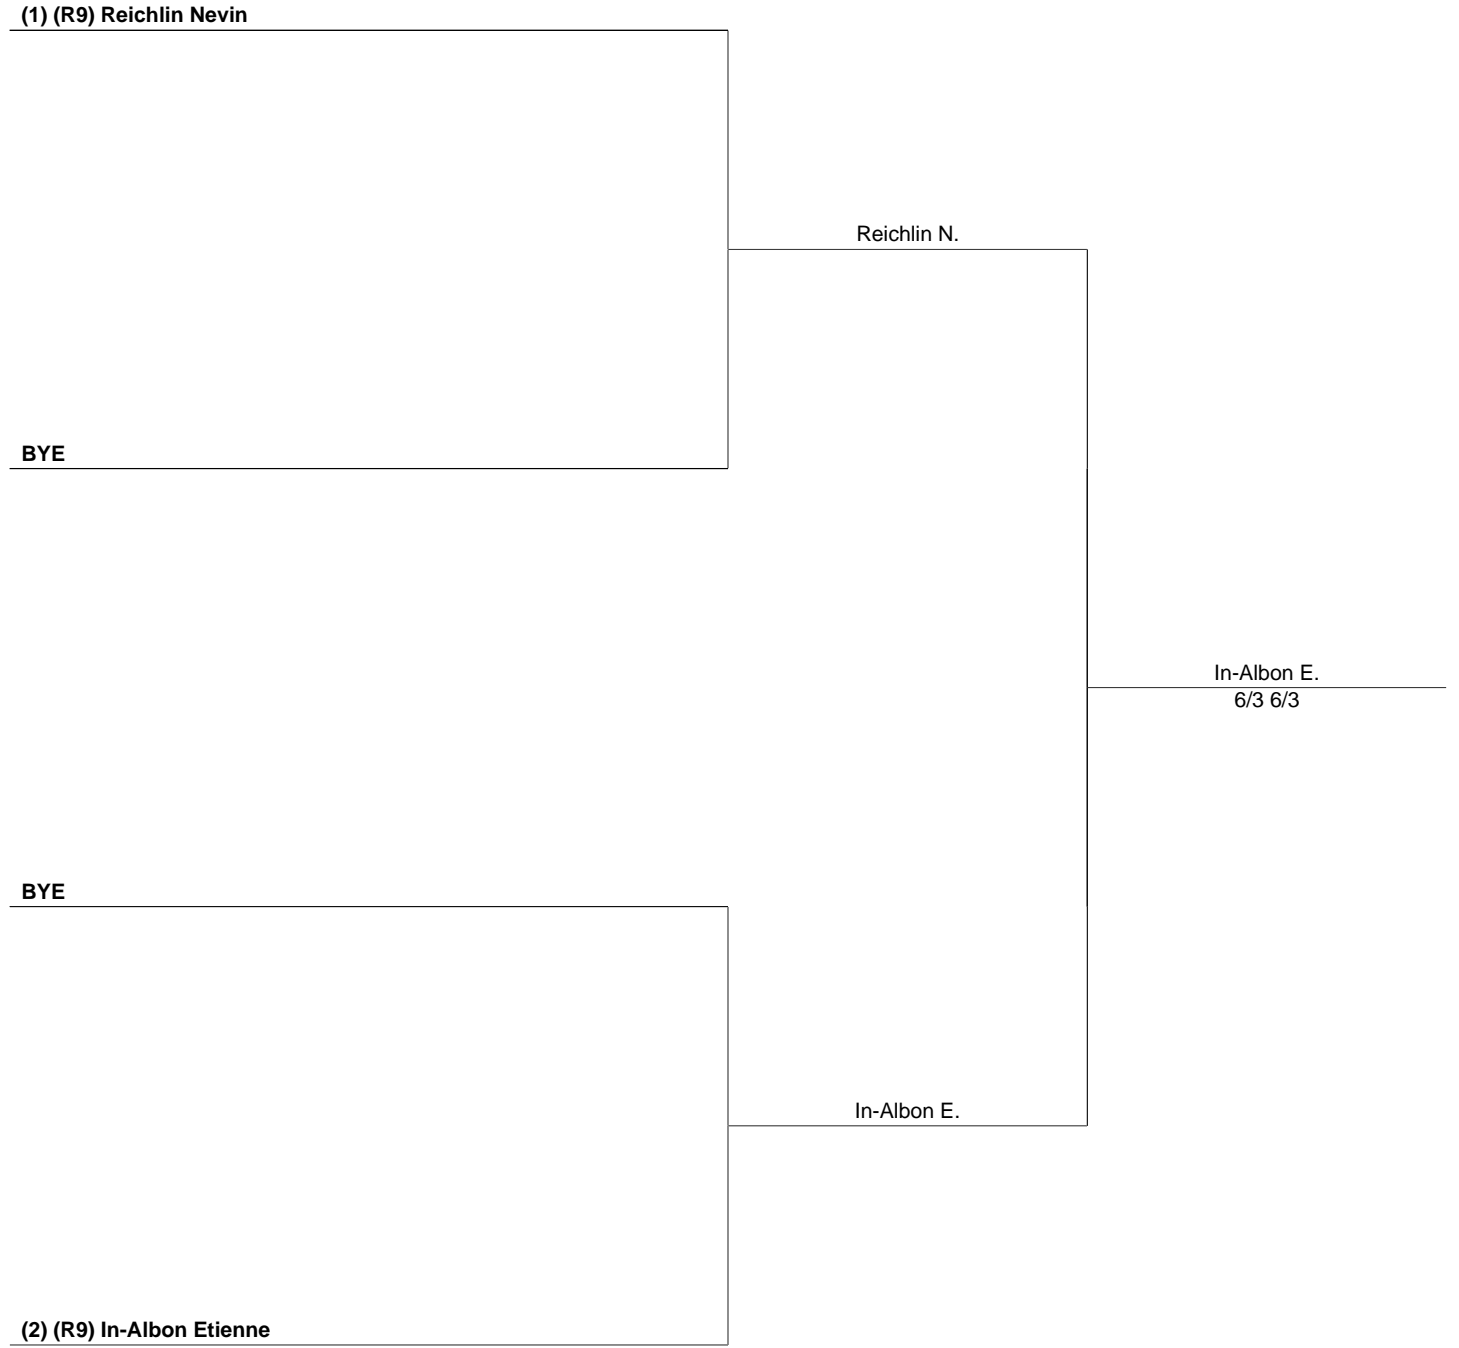 (1) (R9) Reichlin Nevin
Reichlin N.
BYE
In-Albon E.
6/3 6/3
BYE
In-Albon E.
(2) (R9) In-Albon Etienne